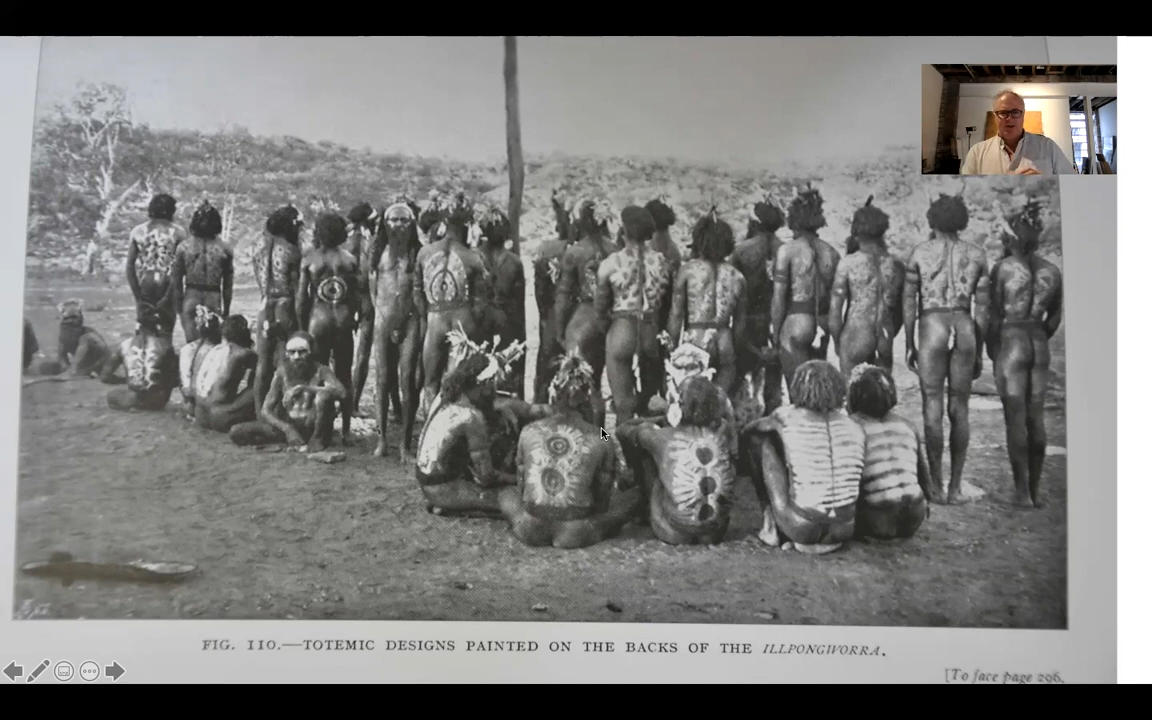 FIG. 110.—TOTEMIC DESIGNS PAINTED ON THE BACKS OF THE ILLPONGWORRA.
[To face page 296.